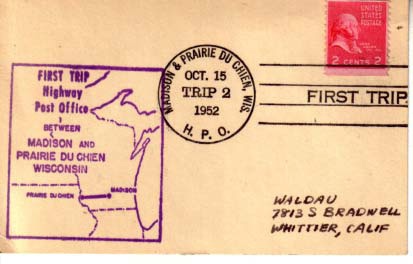 FIRST TRIP
Highway
Post Office
BETWEEN
MADISON AND
PRAIRIE DU CHIEN
WISCONSIN
PRAIRIE DU CHIEN
MADISON
MADISON & PRAIRIE DU CHIEN, WIS.
OCT. 15
TRIP 2
1952
H. P. O.
UNITED
STATES
POSTAGE
2 CENTS 2
FIRST TRIP
WALDAU
7813 S BRADWELL
WHITTIER, CALIF